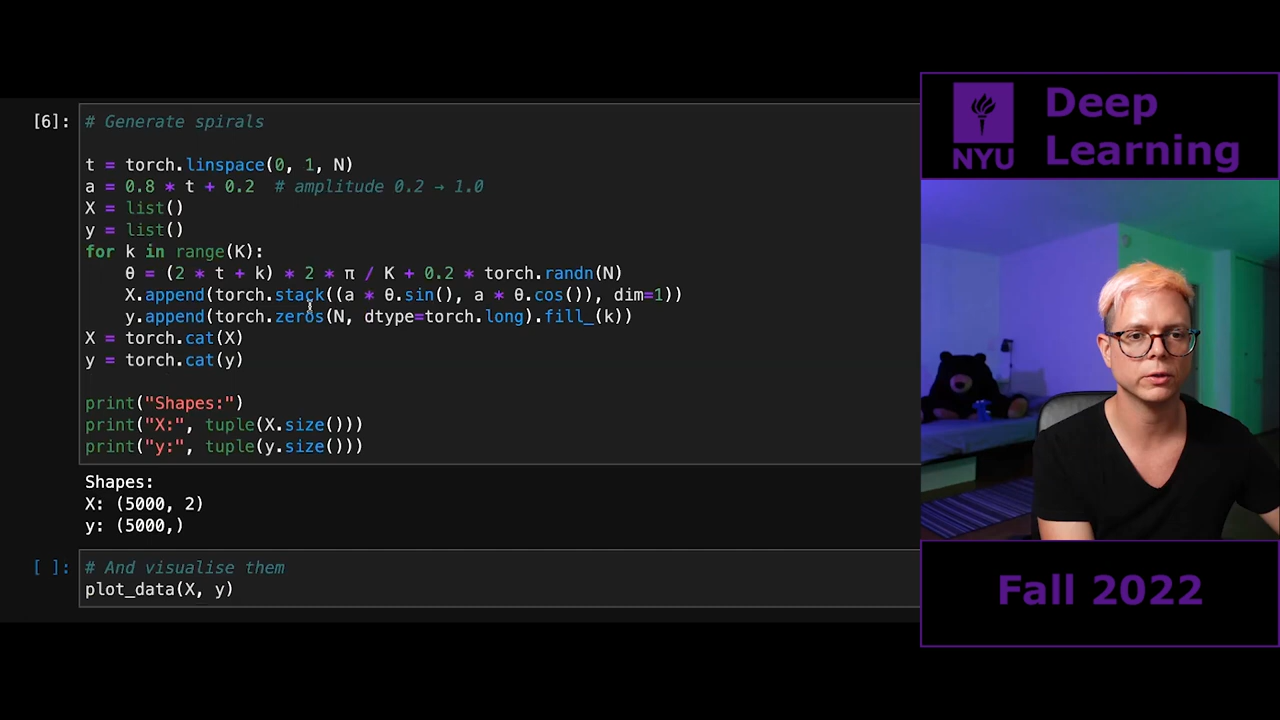 [6]: # Generate spirals
t = torch.linspace(0, 1, N)
a = 0.8 * t + 0.2  # amplitude 0.2 → 1.0
X = list()
y = list()
for k in range(K):
    θ = (2 * t + k) * 2 * π / K + 0.2 * torch.randn(N)
    X.append(torch.stack((a * θ.sin(), a * θ.cos()), dim=1))
    y.append(torch.zeros(N, dtype=torch.long).fill_(k))
X = torch.cat(X)
y = torch.cat(y)
print("Shapes:")
print("X:", tuple(X.size()))
print("y:", tuple(y.size()))
Shapes:
X: (5000, 2)
y: (5000,)
[ ]: # And visualise them
plot_data(X, y)
NYU
Deep
Learning
Fall 2022